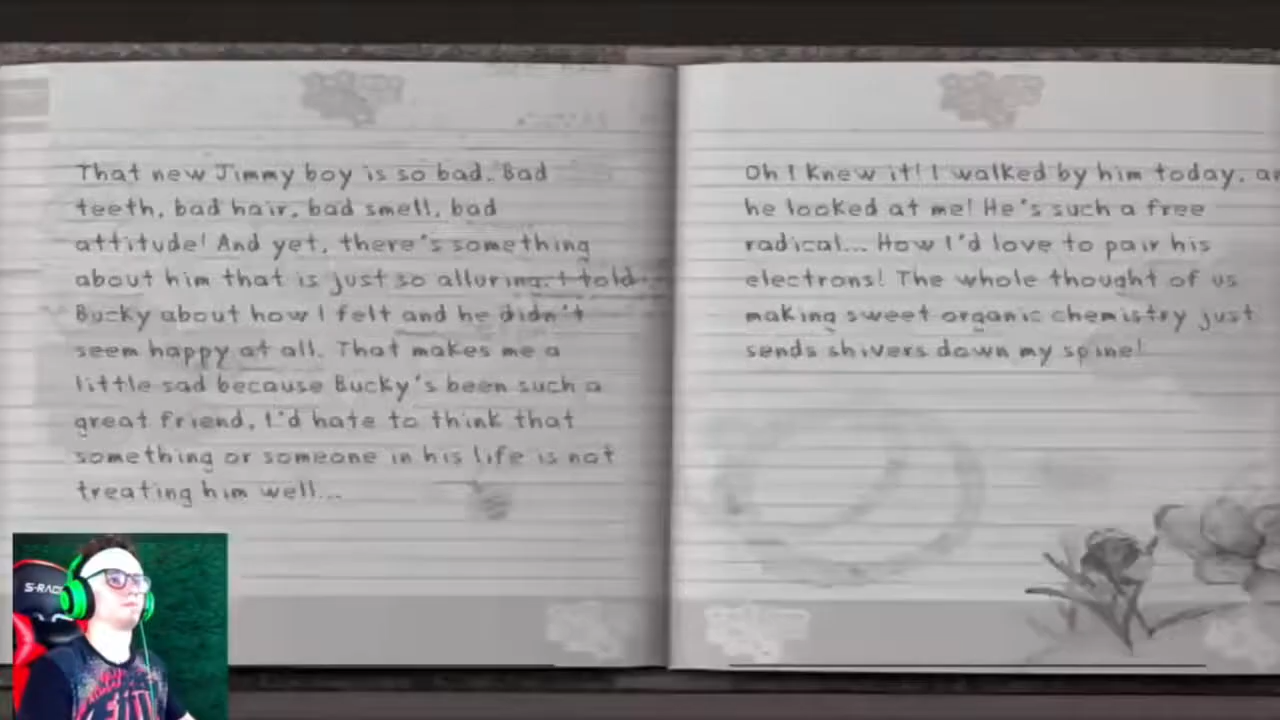 That new Jimmy boy is so bad. Bad
teeth, bad hair, bad smell, bad
attitude! And yet, there's something
about him that is just so alluring. I told
Bucky about how I felt and he didn't
seem happy at all. That makes me a
little sad because Bucky's been such a
great friend, I'd hate to think that
something or someone in his life is not
treating him well...
Oh I knew it! I walked by him today, an
he looked at me! He's such a free
radical... How I'd love to pair his
electrons! The whole thought of us
making sweet organic chemistry just
sends shivers down my spine!
S-RAC